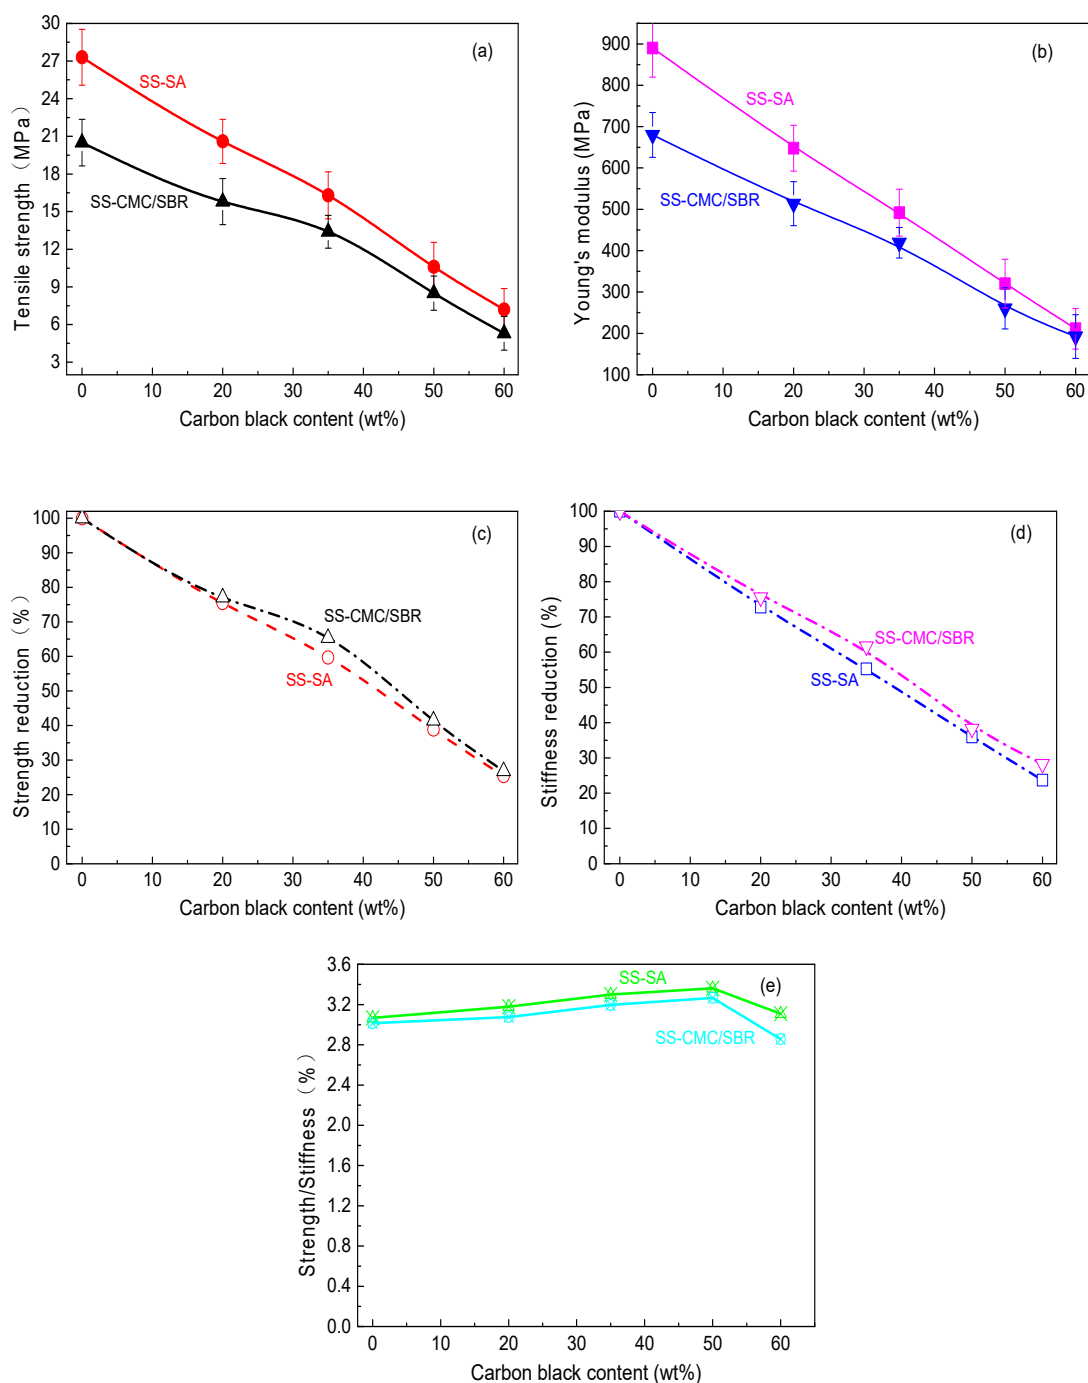 30
27
24
21
18
15
12
9
6
3
0 10 20 30 40 50 60
Tensile strength（MPa）
Carbon black content (wt%)
(a)
SS-SA
SS-CMC/SBR
900
800
700
600
500
400
300
200
100
0 10 20 30 40 50 60
Young's modulus (MPa)
Carbon black content (wt%)
(b)
SS-SA
SS-CMC/SBR
100
90
80
70
60
50
40
30
20
10
0
0 10 20 30 40 50 60
Strength reduction（%）
Carbon black content (wt%)
(c)
SS-CMC/SBR
SS-SA
100
90
80
70
60
50
40
30
20
10
0
0 10 20 30 40 50 60
Stiffness reduction (%)
Carbon black content (wt%)
(d)
SS-CMC/SBR
SS-SA
3.6
3.2
2.8
2.4
2.0
1.6
1.2
0.8
0.4
0.0
0 10 20 30 40 50 60
Strength/Stiffness（%）
Carbon black content (wt%)
(e)
SS-SA
SS-CMC/SBR